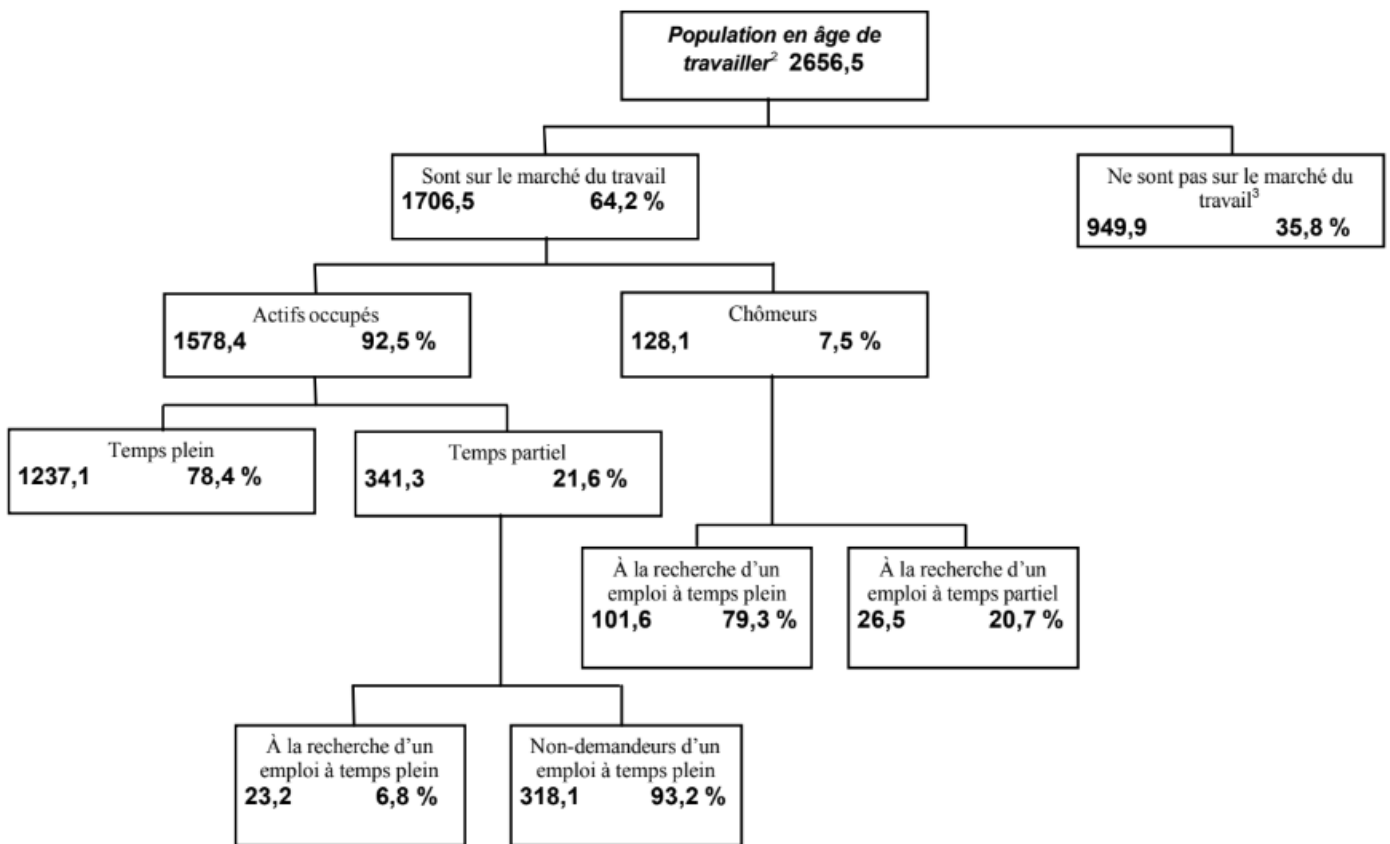 Population en âge de
travailler² 2656,5
Sont sur le marché du travail
1706,5 64,2 %
Ne sont pas sur le marché du
travail³
949,9 35,8 %
Actifs occupés
1578,4 92,5 %
Chômeurs
128,1 7,5 %
Temps plein
1237,1 78,4 %
Temps partiel
341,3 21,6 %
À la recherche d’un
emploi à temps plein
101,6 79,3 %
À la recherche d’un
emploi à temps partiel
26,5 20,7 %
À la recherche d’un
emploi à temps plein
23,2 6,8 %
Non-demandeurs d’un
emploi à temps plein
318,1 93,2 %